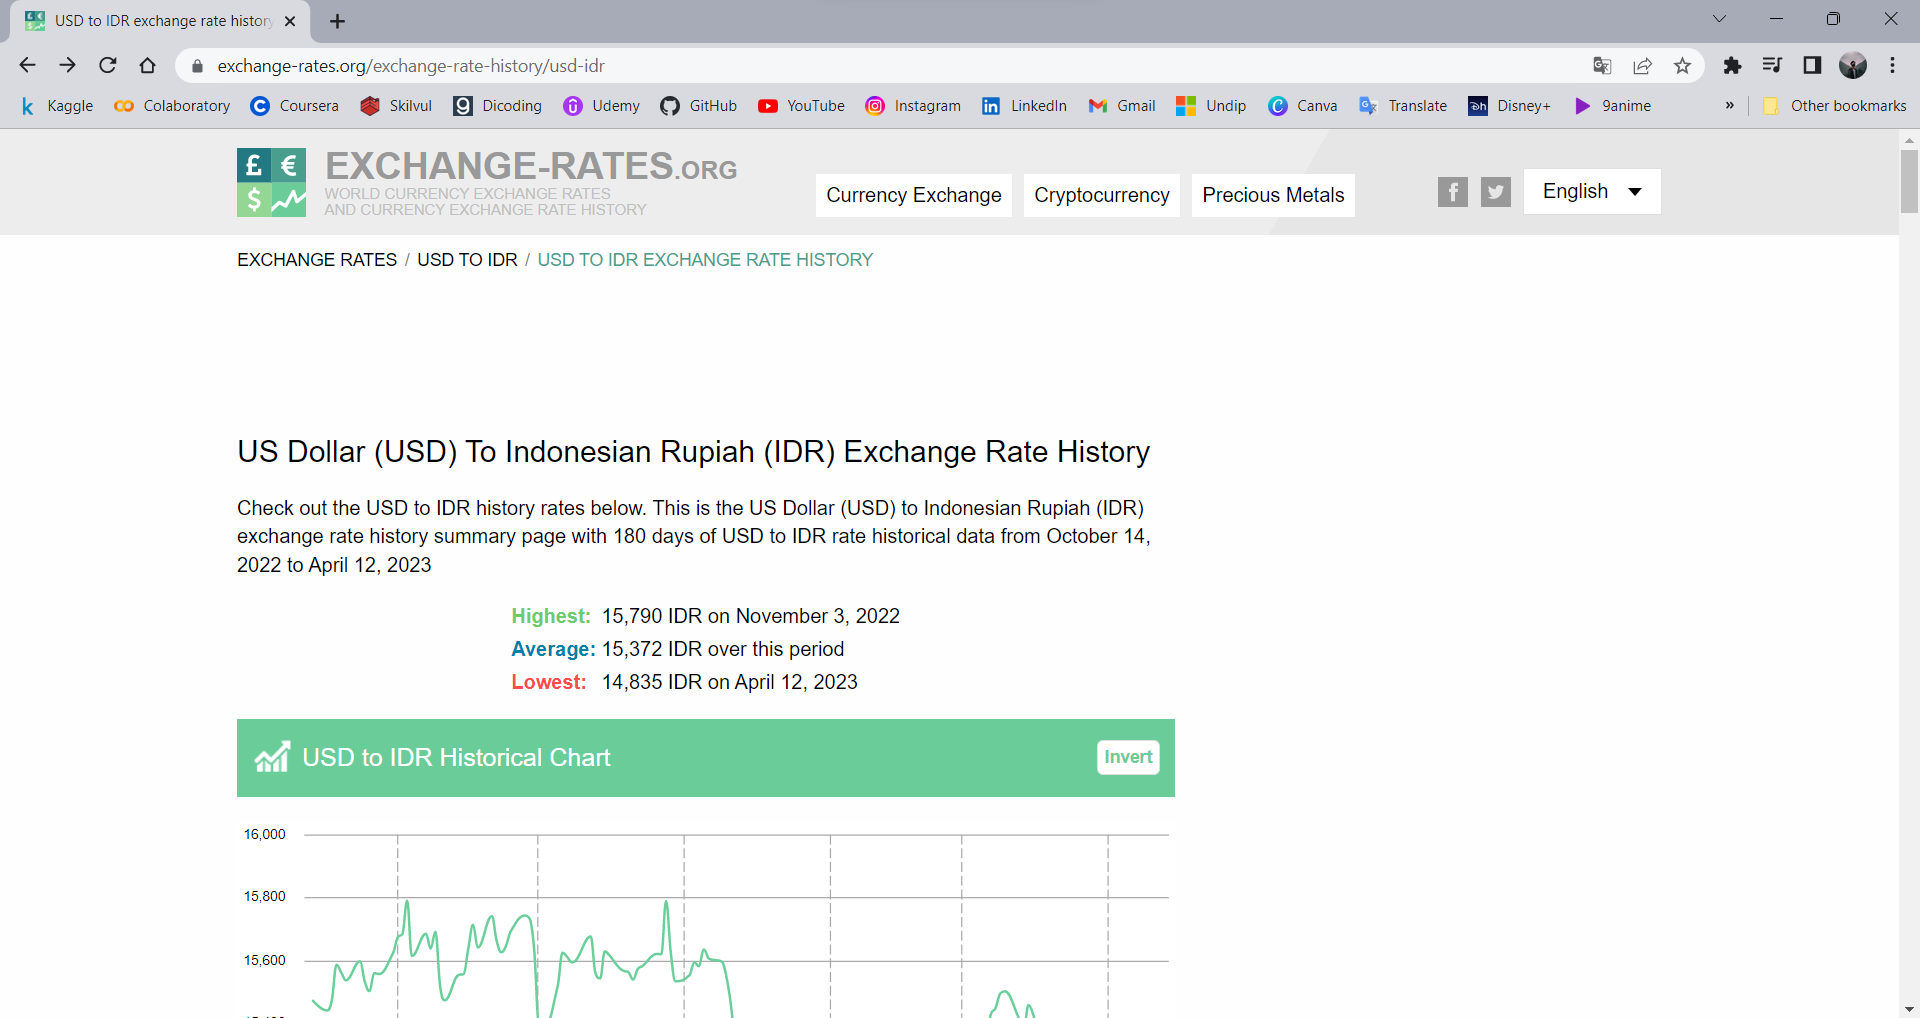 USD to IDR exchange rate history
exchange-rates.org/exchange-rate-history/usd-idr
Kaggle Colaboratory Coursera Skilvul Dicoding Udemy GitHub YouTube Instagram LinkedIn Gmail Undip Canva Translate Disney+ 9anime » Other bookmarks
EXCHANGE-RATES.ORG
WORLD CURRENCY EXCHANGE RATES
AND CURRENCY EXCHANGE RATE HISTORY
Currency Exchange Cryptocurrency Precious Metals
English
EXCHANGE RATES / USD TO IDR / USD TO IDR EXCHANGE RATE HISTORY
US Dollar (USD) To Indonesian Rupiah (IDR) Exchange Rate History
Check out the USD to IDR history rates below. This is the US Dollar (USD) to Indonesian Rupiah (IDR)
exchange rate history summary page with 180 days of USD to IDR rate historical data from October 14,
2022 to April 12, 2023
Highest: 15,790 IDR on November 3, 2022
Average: 15,372 IDR over this period
Lowest: 14,835 IDR on April 12, 2023
USD to IDR Historical Chart
Invert
16,000
15,800
15,600